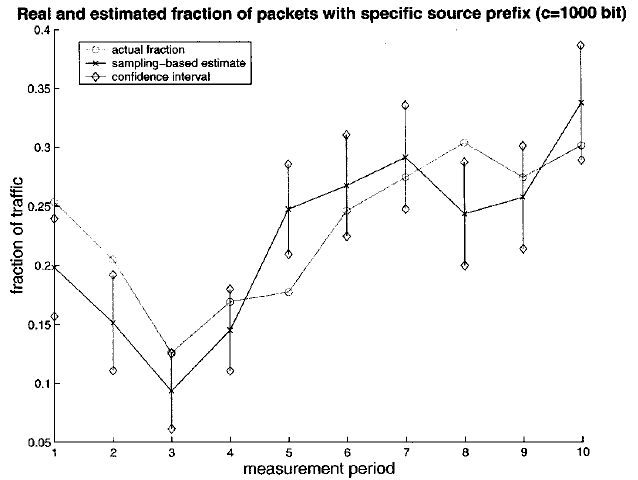 Real and estimated fraction of packets with specific source prefix (c=1000 bit)
0.4
actual fraction
sampling-based estimate
confidence interval
0.35
0.3
0.25
0.2
0.15
0.1
0.05
fraction of traffic
1 2 3 4 5 6 7 8 9 10
measurement period